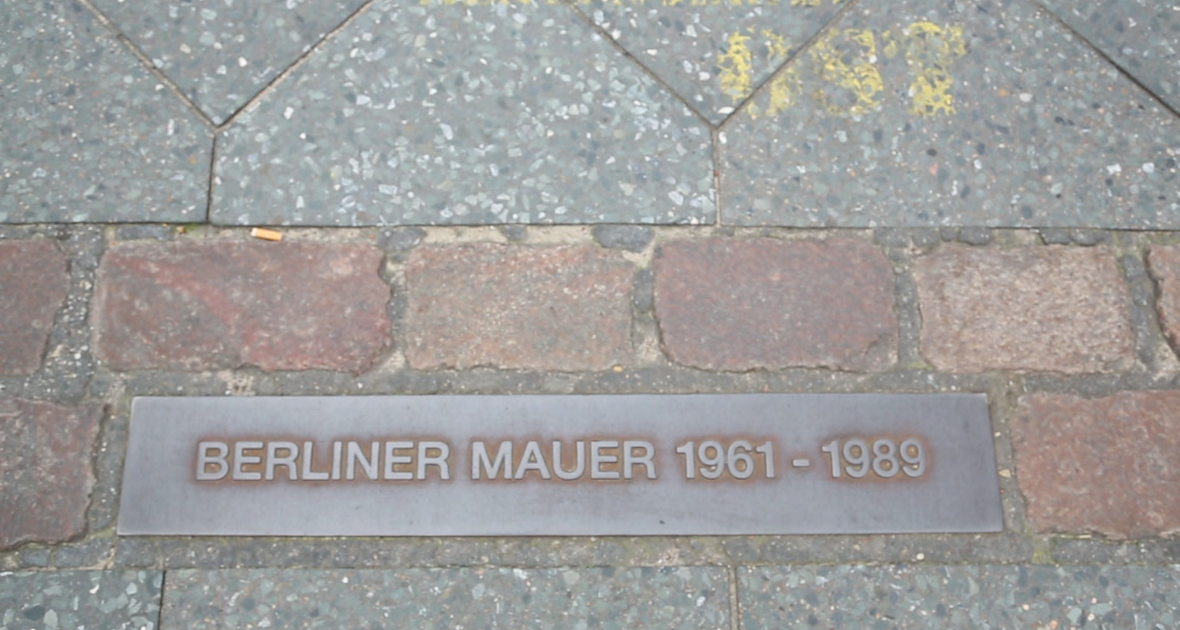 BERLINER MAUER 1961 - 1989